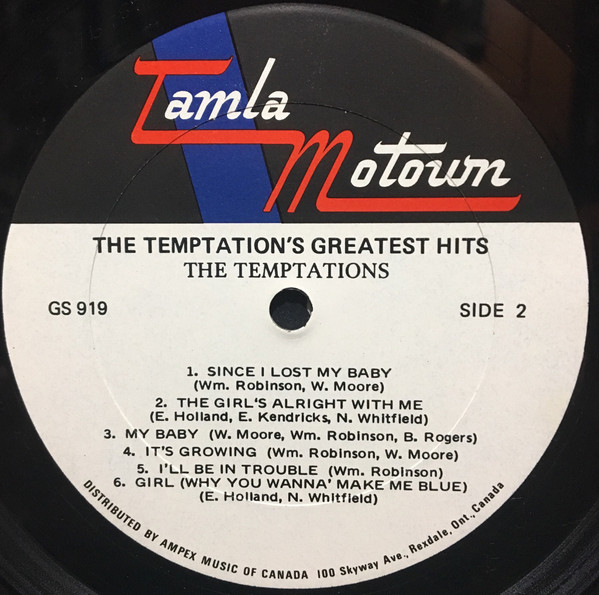 Tamla
Motown
THE TEMPTATION'S GREATEST HITS
THE TEMPTATIONS
GS 919
SIDE 2
1. SINCE I LOST MY BABY
(Wm. Robinson, W. Moore)
2. THE GIRL'S ALRIGHT WITH ME
(E. Holland, E. Kendricks, N. Whitfield)
3. MY BABY (W. Moore, Wm. Robinson, B. Rogers)
4. IT'S GROWING (Wm. Robinson, W. Moore)
5. I'LL BE IN TROUBLE (Wm. Robinson)
6. GIRL (WHY YOU WANNA' MAKE ME BLUE)
(E. Holland, N. Whitfield)
DISTRIBUTED BY AMPEX MUSIC OF CANADA 100 Skyway Ave., Rexdale, Ont., Canada